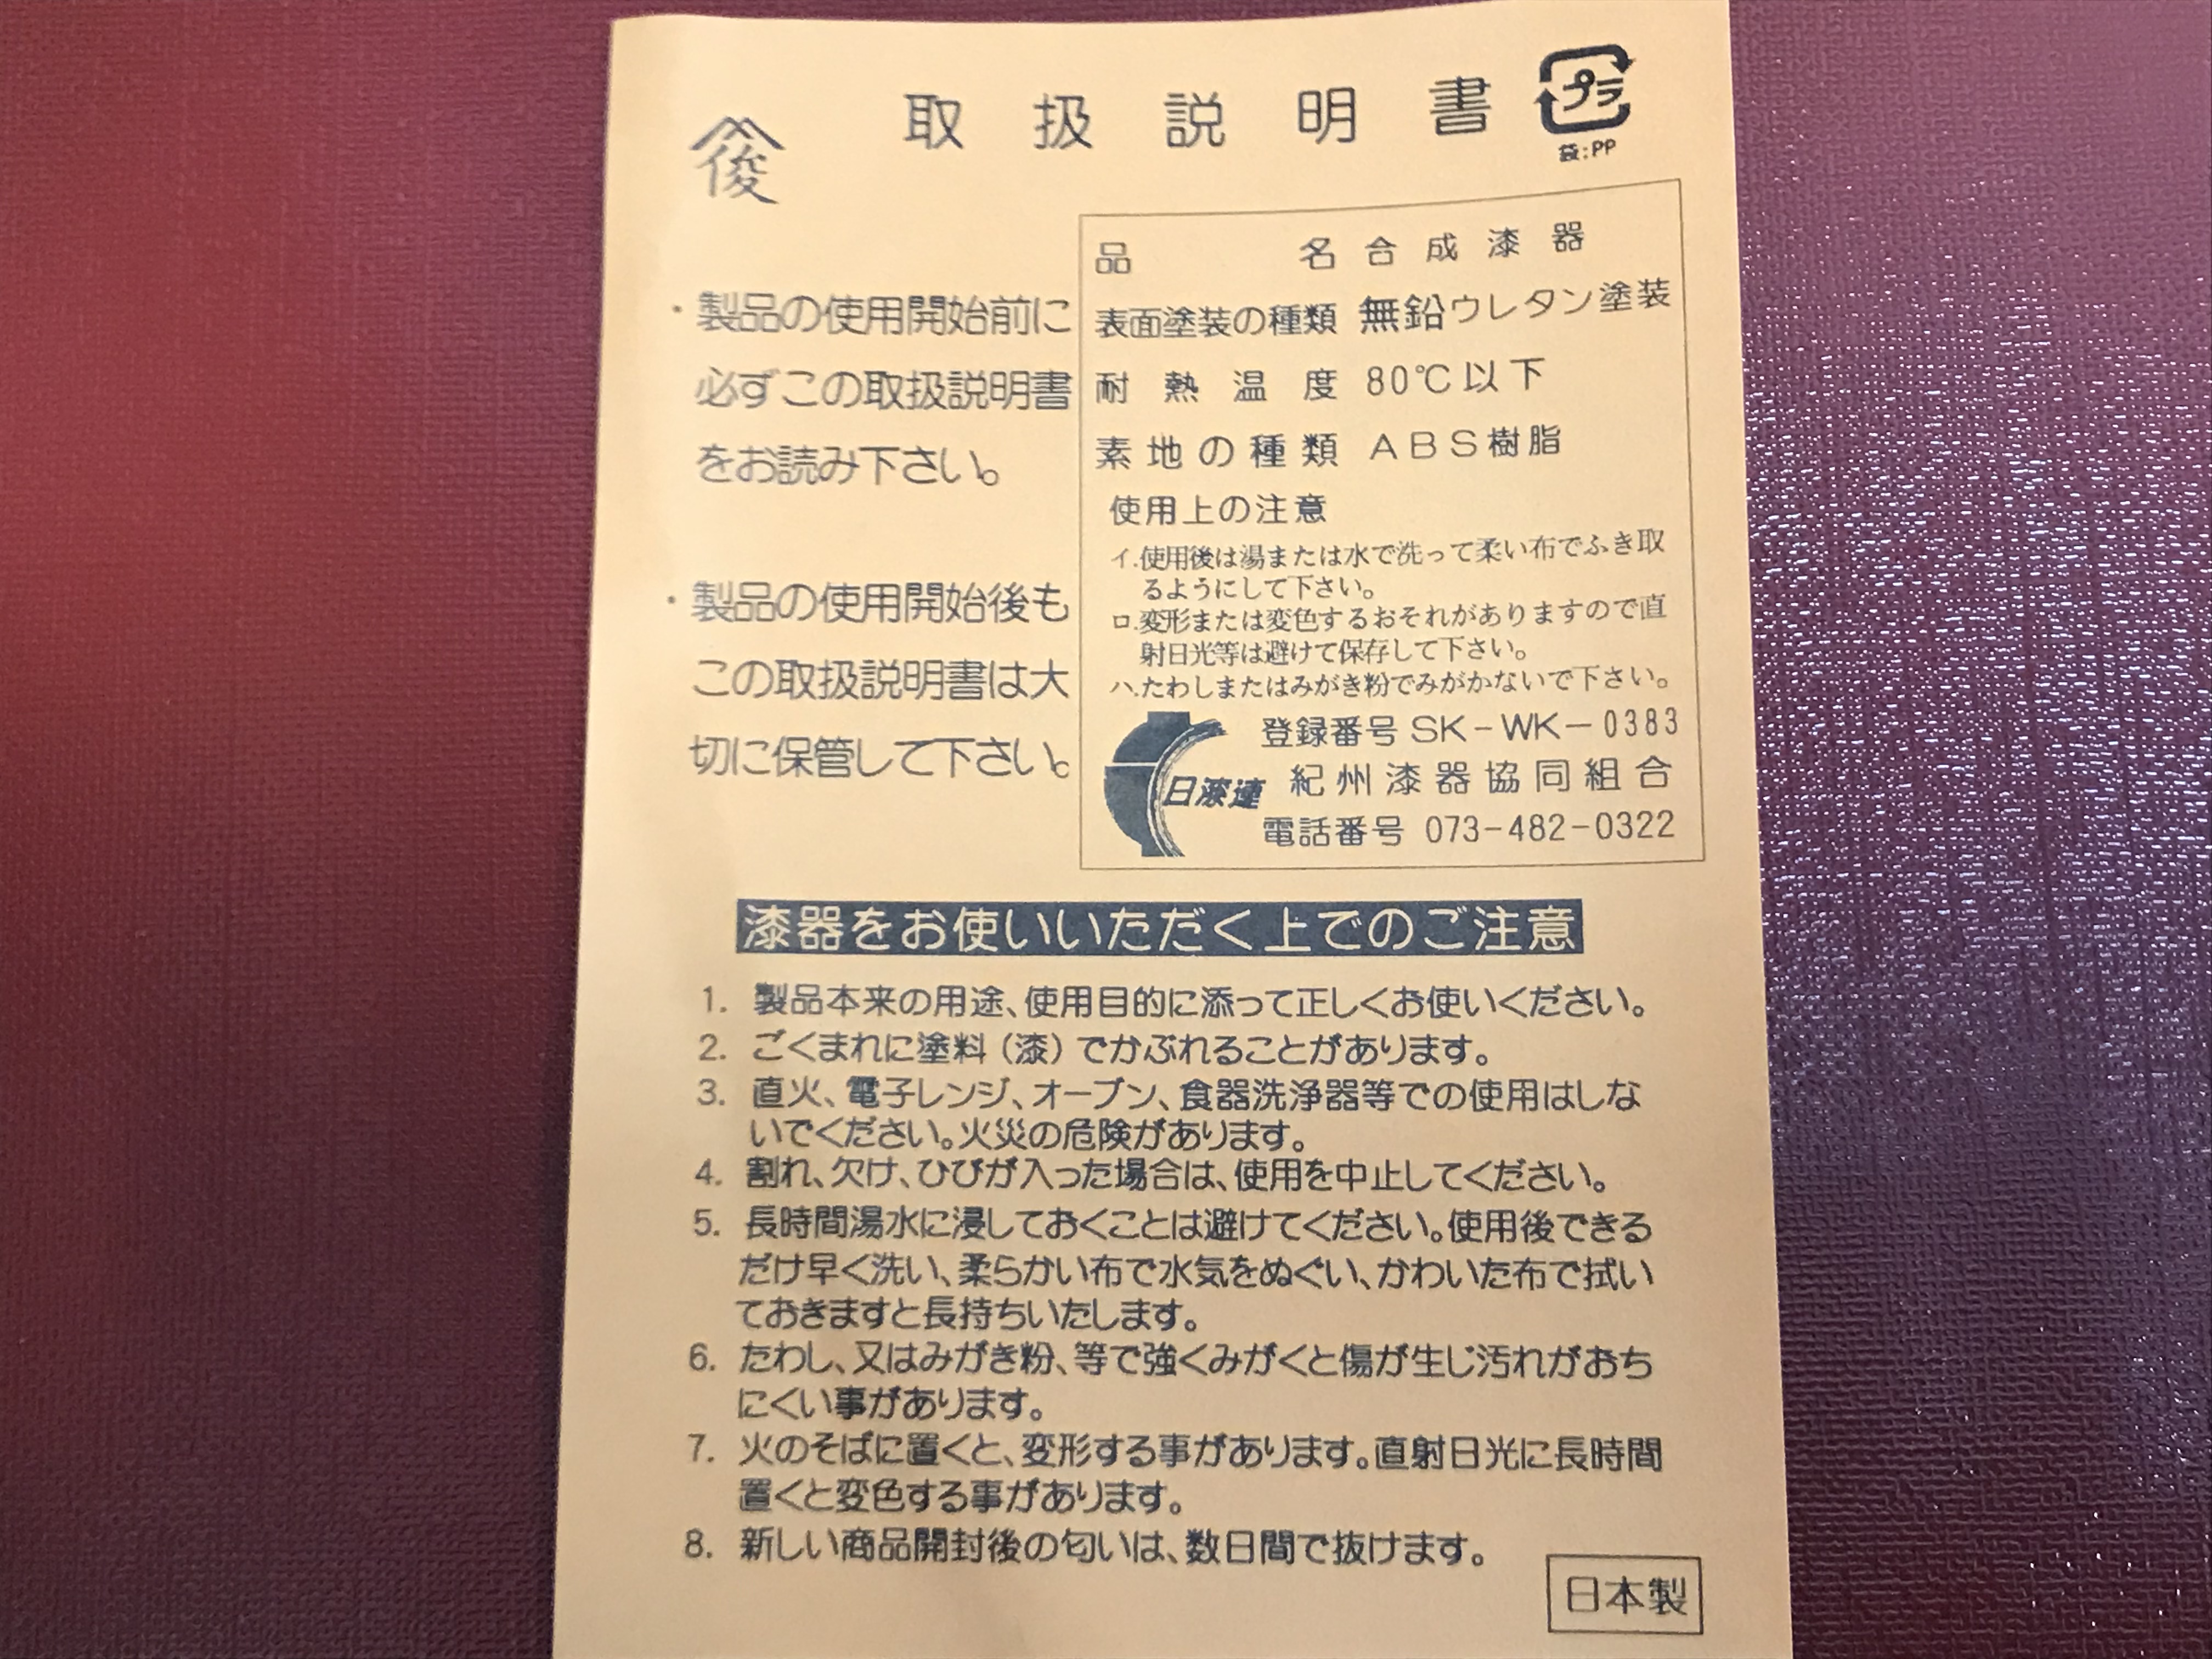 取扱説明書
プラ
袋:PP
俊
・製品の使用開始前に
必ずこの取扱説明書
をお読み下さい。
・製品の使用開始後も
この取扱説明書は大
切に保管して下さい。
品名 合成漆器
表面塗装の種類 無鉛ウレタン塗装
耐熱温度 80℃以下
素地の種類 ABS樹脂
使用上の注意
イ.使用後は湯または水で洗って柔い布でふき取
るようにして下さい。
ロ.変形または変色するおそれがありますので直
射日光等は避けて保存して下さい。
ハ.たわしまたはみがき粉でみがかないで下さい。
日漆連
登録番号 SK-WK-0383
紀州漆器協同組合
電話番号 073-482-0322
漆器をお使いいただく上でのご注意
1. 製品本来の用途、使用目的に添って正しくお使いください。
2. ごくまれに塗料(漆)でかぶれることがあります。
3. 直火、電子レンジ、オーブン、食器洗浄器等での使用はしな
いでください。火災の危険があります。
4. 割れ、欠け、ひびが入った場合は、使用を中止してください。
5. 長時間湯水に浸しておくことは避けてください。使用後できる
だけ早く洗い、柔らかい布で水気をぬぐい、かわいた布で拭い
ておきますと長持ちいたします。
6. たわし、又はみがき粉、等で強くみがくと傷が生じ汚れがおち
にくい事があります。
7. 火のそばに置くと、変形する事があります。直射日光に長時間
置くと変色する事があります。
8. 新しい商品開封後の匂いは、数日間で抜けます。
日本製